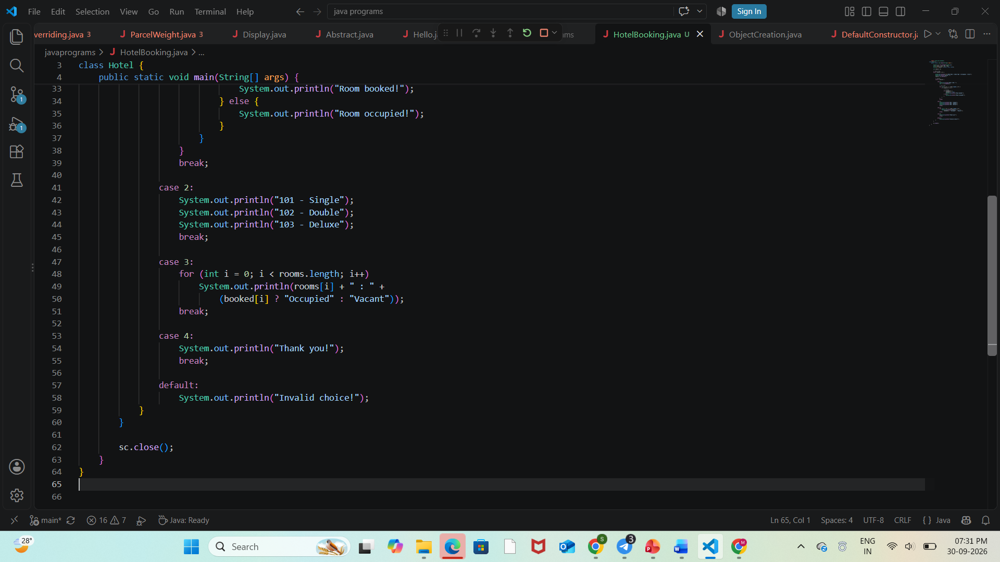 File Edit Selection View Go Run Terminal Help
java programs
Sign In
verriding.java 3
ParcelWeight.java 3
Display.java
Abstract.java
Hello.j
ms
HotelBooking.java U
ObjectCreation.java
DefaultConstructor.j
javaprograms > HotelBooking.java > ...
3 class Hotel {
4 public static void main(String[] args) {
33 System.out.println("Room booked!");
34 } else {
35 System.out.println("Room occupied!");
36 }
37 }
38 }
39 break;
40
41 case 2:
42 System.out.println("101 - Single");
43 System.out.println("102 - Double");
44 System.out.println("103 - Deluxe");
45 break;
46
47 case 3:
48 for (int i = 0; i < rooms.length; i++)
49 System.out.println(rooms[i] + " : " +
50 (booked[i] ? "Occupied" : "Vacant"));
51 break;
52
53 case 4:
54 System.out.println("Thank you!");
55 break;
56
57 default:
58 System.out.println("Invalid choice!");
59 }
60 }
61
62 sc.close();
63 }
64 }
65
66
1
1
main* 16 7 Java: Ready
Ln 65, Col 1 Spaces: 4 UTF-8 CRLF { } Java
28°
Search
S
3
M
ENG
IN
07:31 PM
30-09-2026